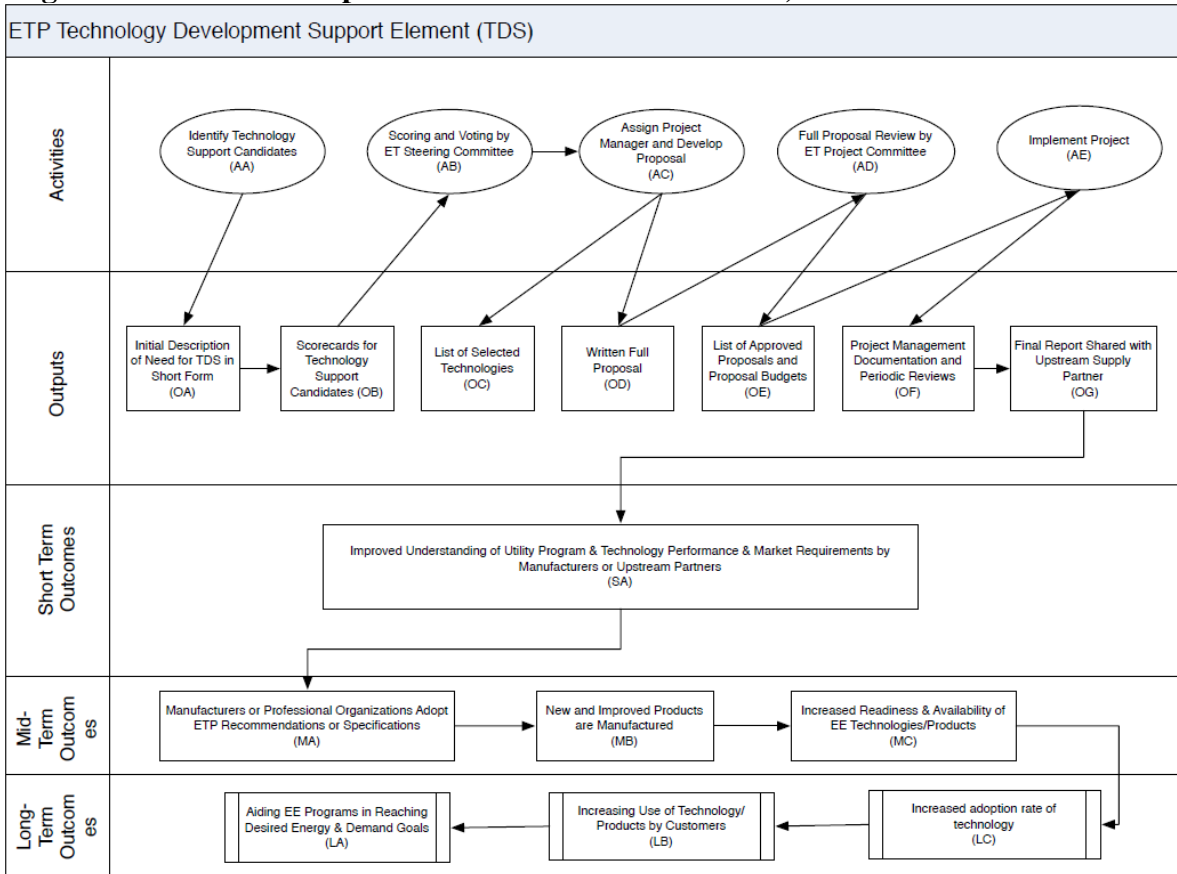 ETP Technology Development Support Element (TDS)
Activities
Identify Technology
Support Candidates
(AA)
Scoring and Voting by
ET Steering Committee
(AB)
Assign Project
Manager and Develop
Proposal
(AC)
Full Proposal Review by
ET Project Committee
(AD)
Implement Project
(AE)
Outputs
Initial Description
of Need for TDS in
Short Form
(OA)
Scorecards for
Technology
Support
Candidates (OB)
List of Selected
Technologies
(OC)
Written Full
Proposal
(OD)
List of Approved
Proposals and
Proposal Budgets
(OE)
Project Management
Documentation and
Periodic Reviews
(OF)
Final Report Shared with
Upstream Supply
Partner
(OG)
Short Term
Outcomes
Improved Understanding of Utility Program & Technology Performance & Market Requirements by
Manufacturers or Upstream Partners
(SA)
Mid-
Term
Outcom
es
Manufacturers or Professional Organizations Adopt
ETP Recommendations or Specifications
(MA)
New and Improved Products
are Manufactured
(MB)
Increased Readiness & Availability of
EE Technologies/Products
(MC)
Long-
Term
Outcom
es
Aiding EE Programs in Reaching
Desired Energy & Demand Goals
(LA)
Increasing Use of Technology/
Products by Customers
(LB)
Increased adoption rate of
technology
(LC)